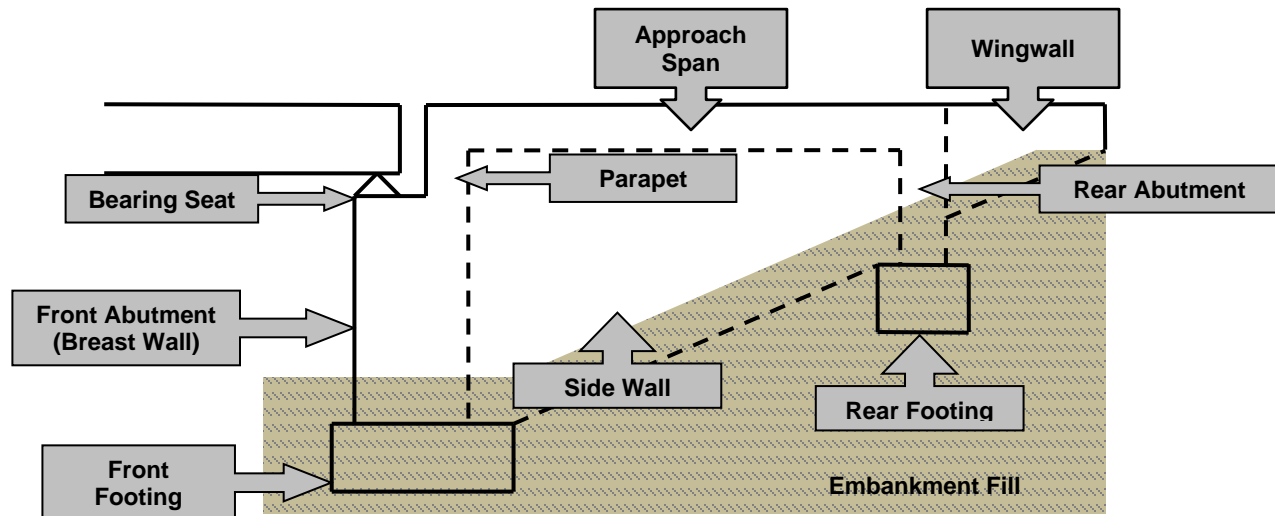 Approach
Span
Wingwall
Parapet
Bearing Seat
Rear Abutment
Front Abutment
(Breast Wall)
Side Wall
Rear Footing
Front
Footing
Embankment Fill